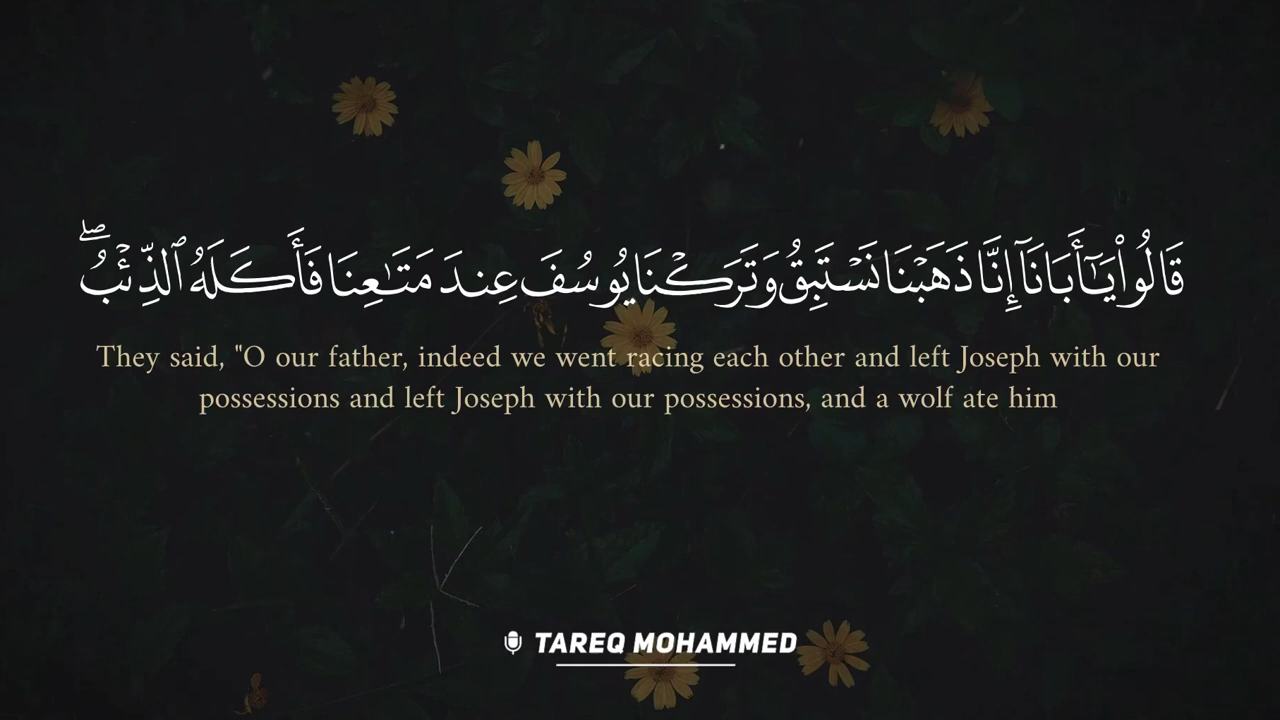 قَالُوا۟ يَـٰٓأَبَانَآ إِنَّا ذَهَبْنَا نَسْتَبِقُ وَتَرَكْنَا يُوسُفَ عِندَ مَتَـٰعِنَا فَأَكَلَهُ ٱلذِّئْبُ ۖ
They said, "O our father, indeed we went racing each other and left Joseph with our
possessions and left Joseph with our possessions, and a wolf ate him
TAREQ MOHAMMED